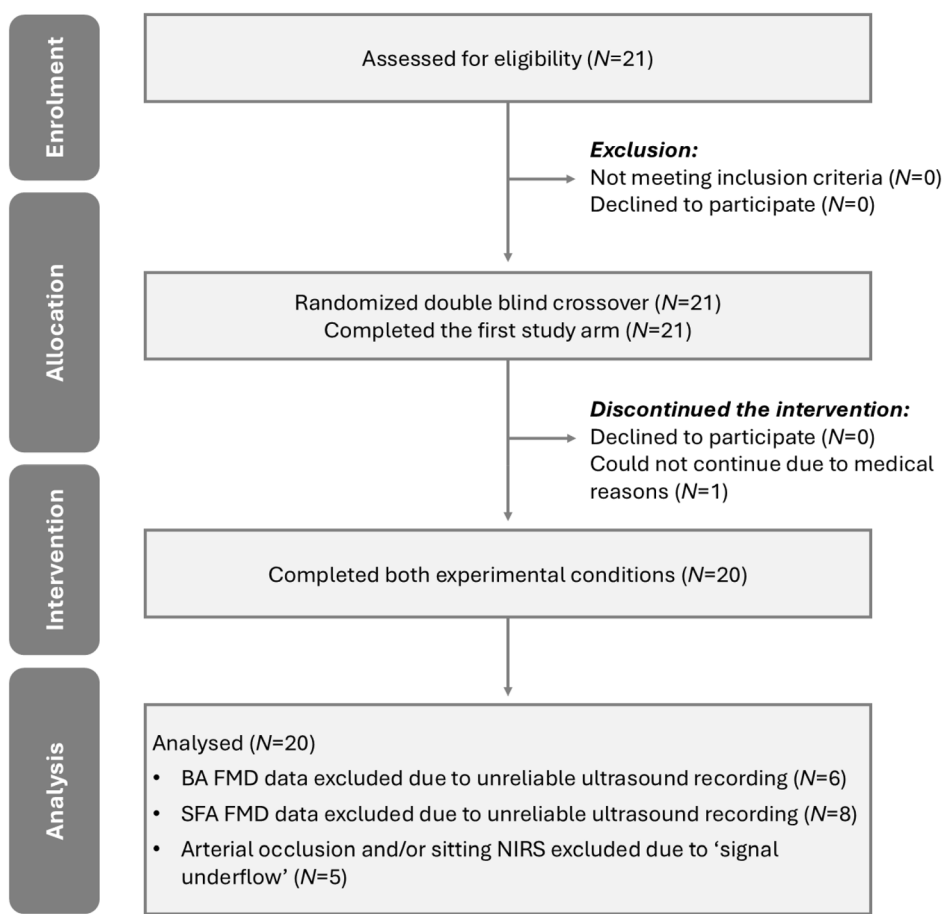 Enrolment
Assessed for eligibility (N=21)
Exclusion:
Not meeting inclusion criteria (N=0)
Declined to participate (N=0)
Allocation
Randomized double blind crossover (N=21)
Completed the first study arm (N=21)
Discontinued the intervention:
Declined to participate (N=0)
Could not continue due to medical
reasons (N=1)
Intervention
Completed both experimental conditions (N=20)
Analysis
Analysed (N=20)
• BA FMD data excluded due to unreliable ultrasound recording (N=6)
• SFA FMD data excluded due to unreliable ultrasound recording (N=8)
• Arterial occlusion and/or sitting NIRS excluded due to ‘signal
underflow’ (N=5)